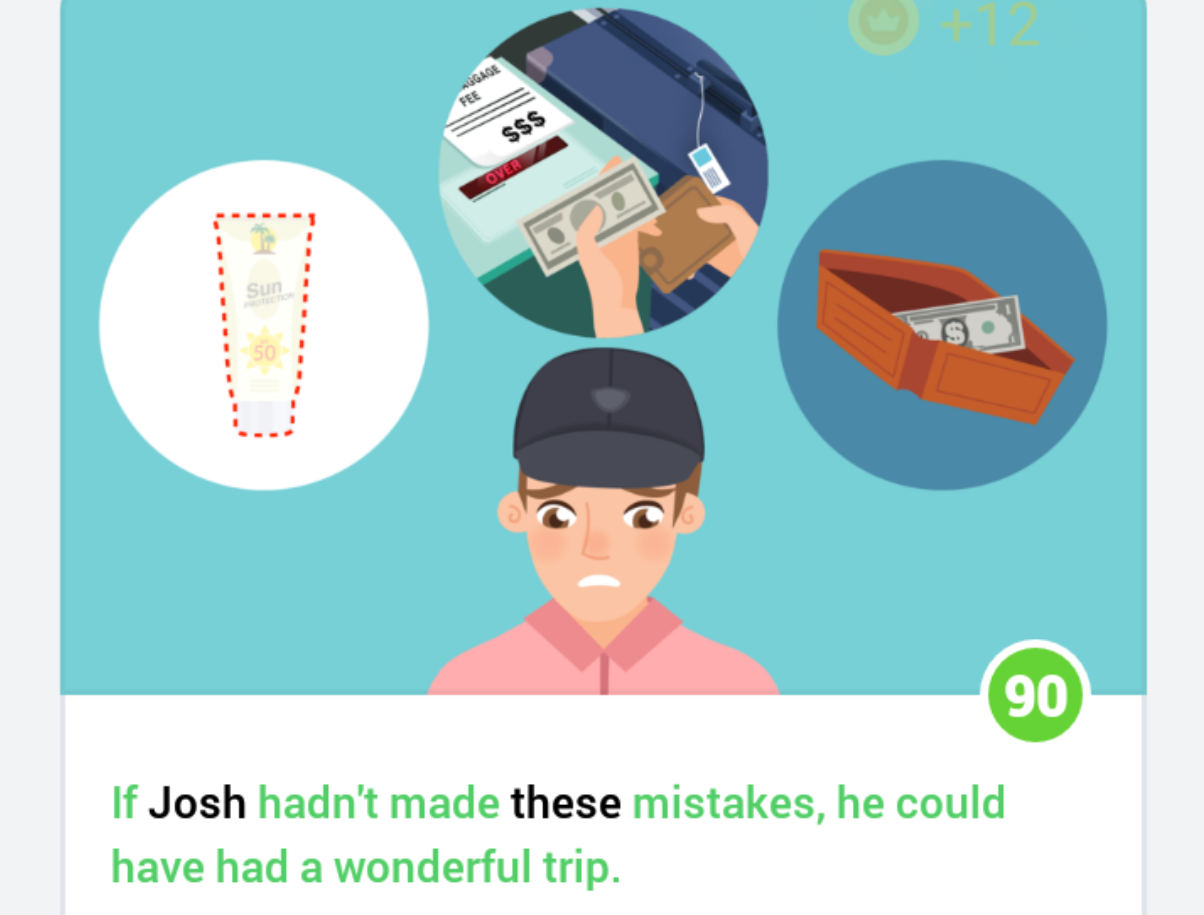 +12
GGAGE
FEE
$$$
OVER
Sun
PROTECTION
50
$
90
If Josh hadn't made these mistakes, he could
have had a wonderful trip.